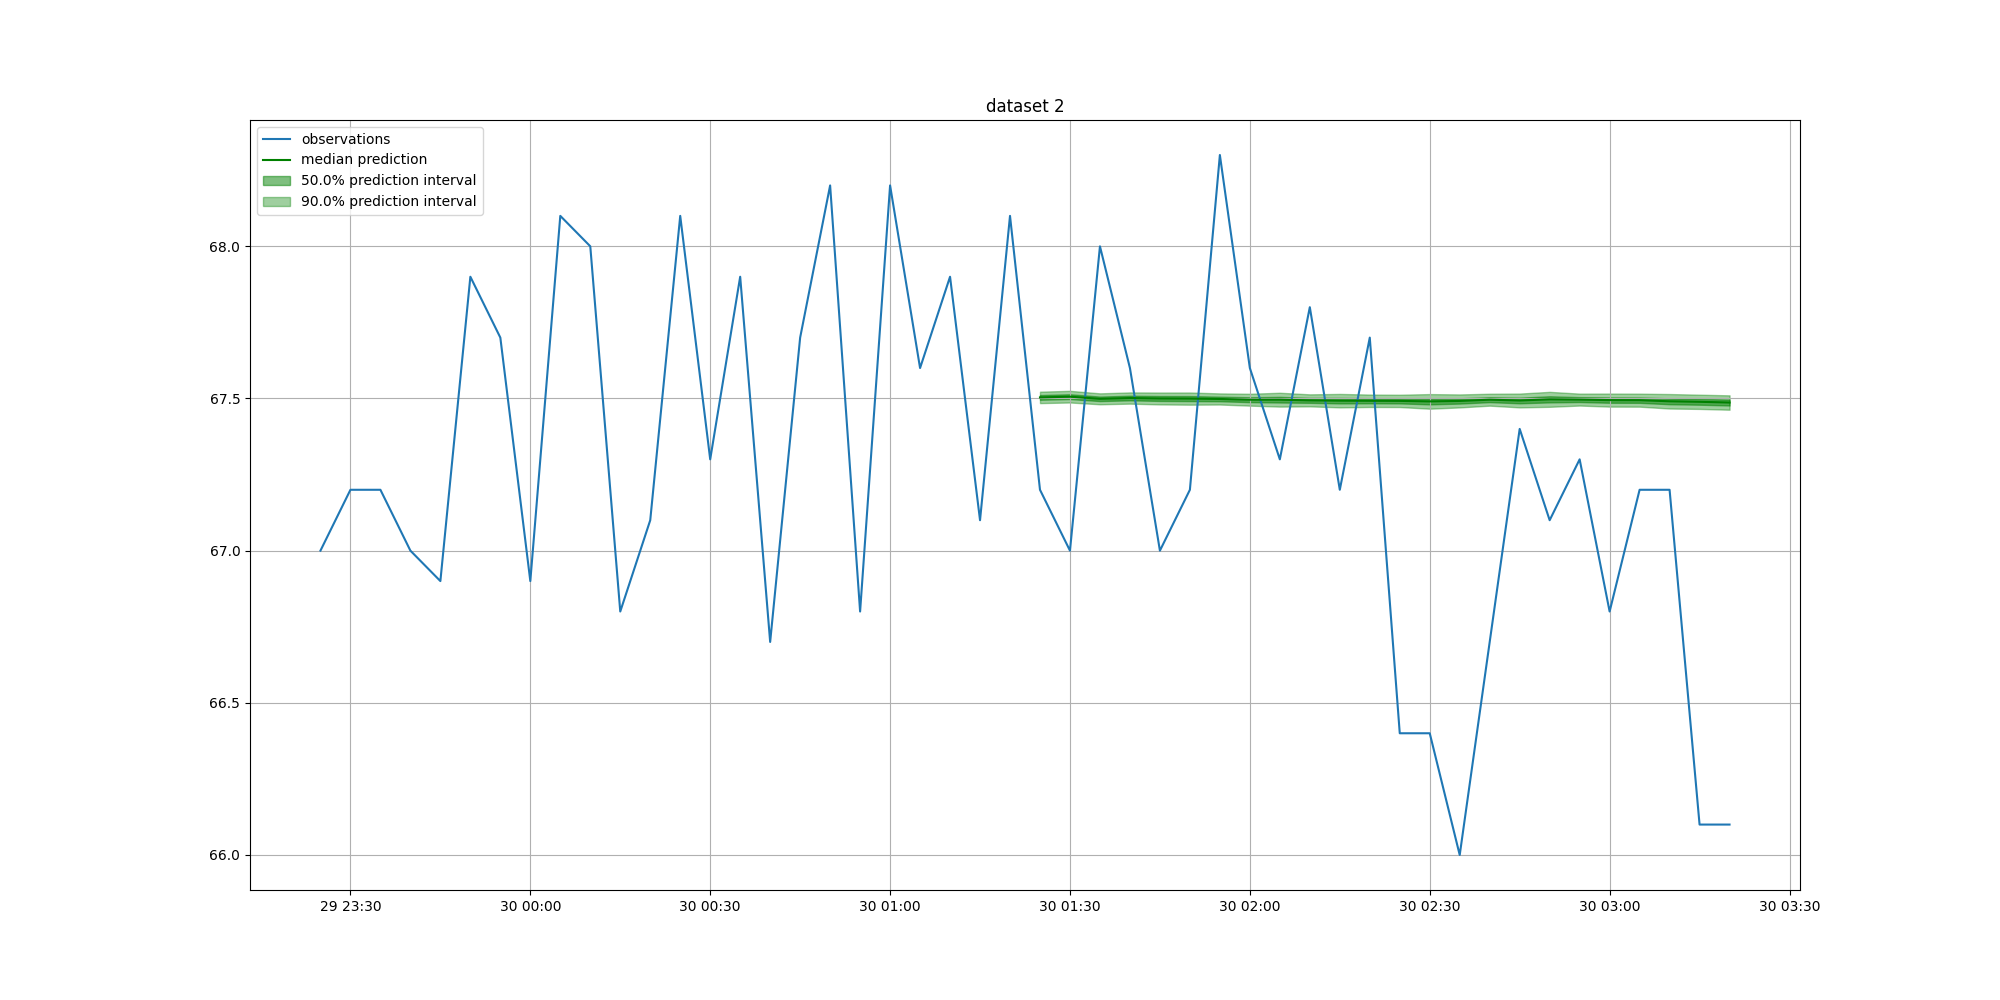 dataset 2
observations
median prediction
50.0% prediction interval
90.0% prediction interval
68.0
67.5
67.0
66.5
66.0
29 23:30 30 00:00 30 00:30 30 01:00 30 01:30 30 02:00 30 02:30 30 03:00 30 03:30